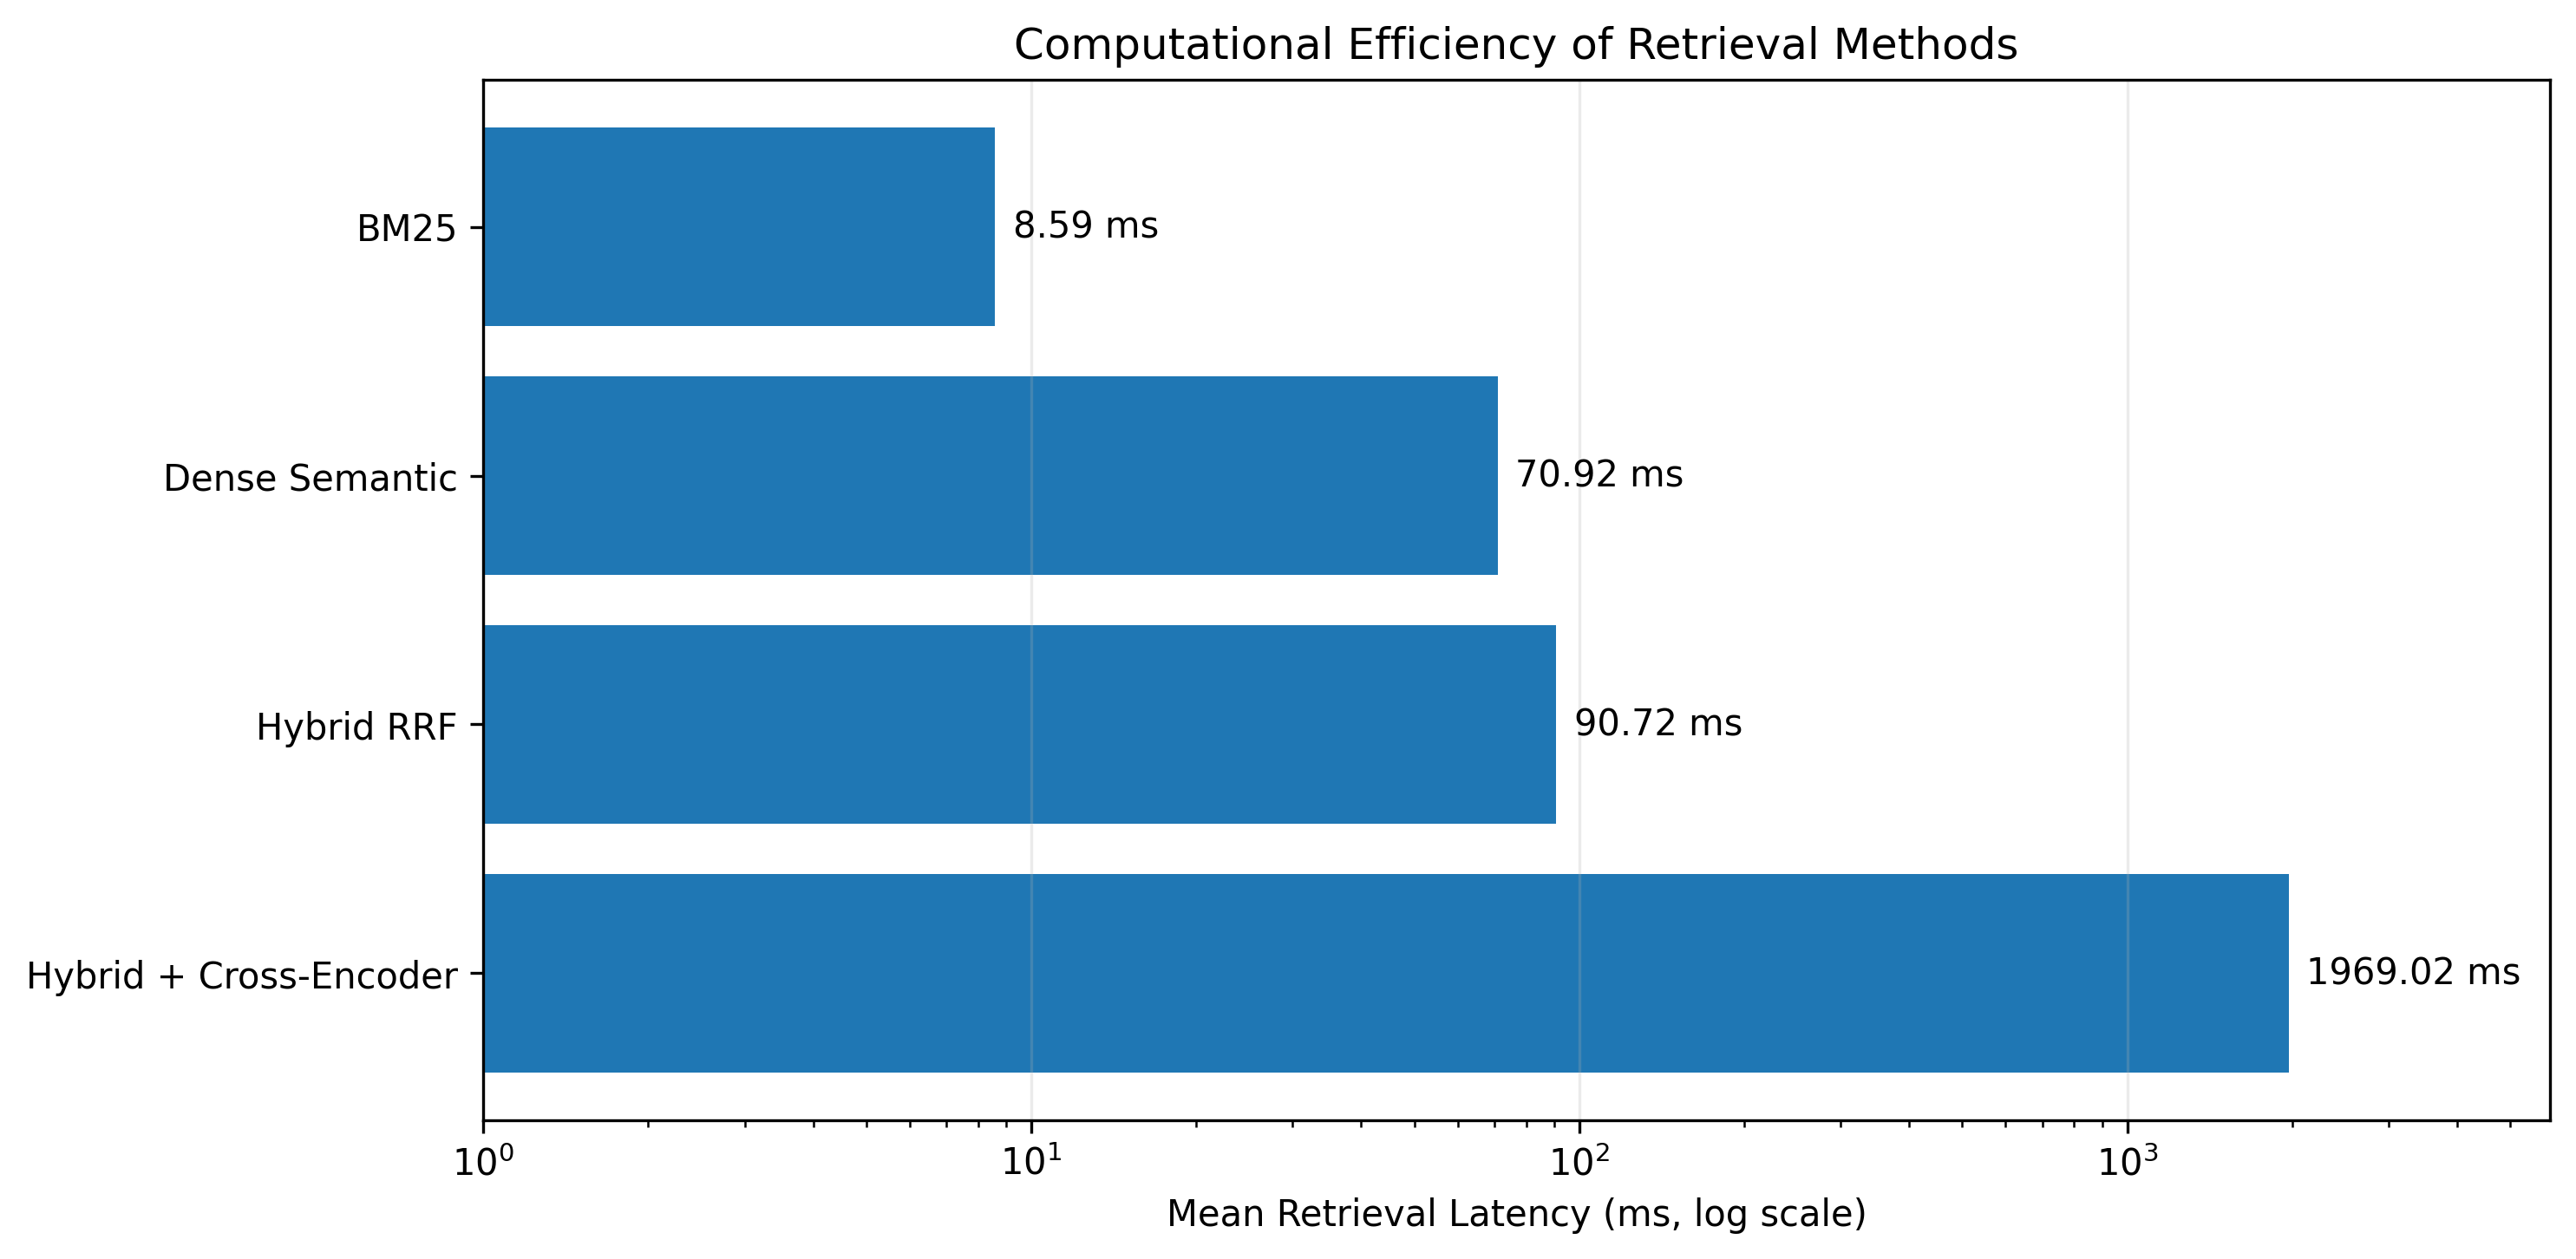 Computational Efficiency of Retrieval Methods
BM25
8.59 ms
Dense Semantic
70.92 ms
Hybrid RRF
90.72 ms
Hybrid + Cross-Encoder
1969.02 ms
10⁰ 10¹ 10² 10³
Mean Retrieval Latency (ms, log scale)